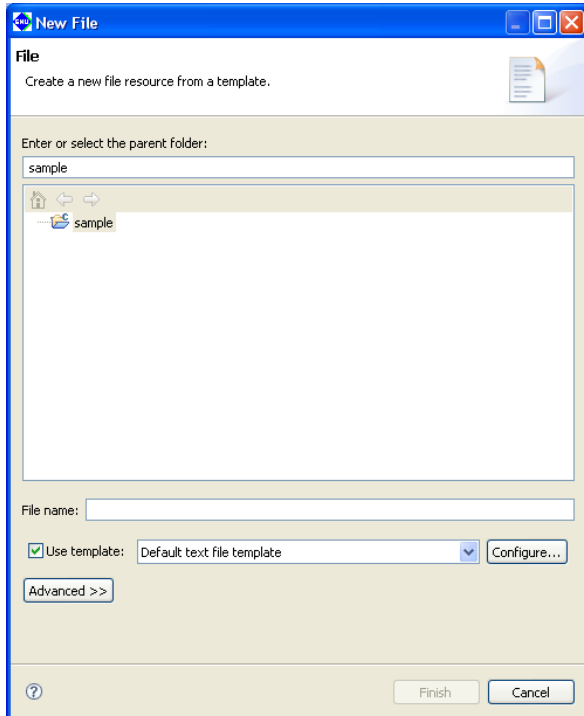 GNU New File
File
Create a new file resource from a template.
Enter or select the parent folder:
sample
C
sample
File name:
Use template: Default text file template Configure...
Advanced >>
? Finish Cancel